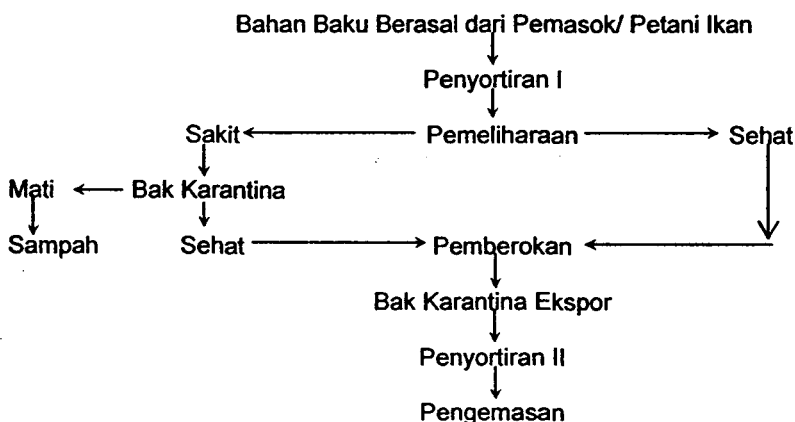 Bahan Baku Berasal dari Pemasok/ Petani Ikan
Penyortiran I
Sakit Pemeliharaan Sehat
Mati Bak Karantina
Sampah Sehat Pemberokan
Bak Karantina Ekspor
Penyortiran II
Pengemasan